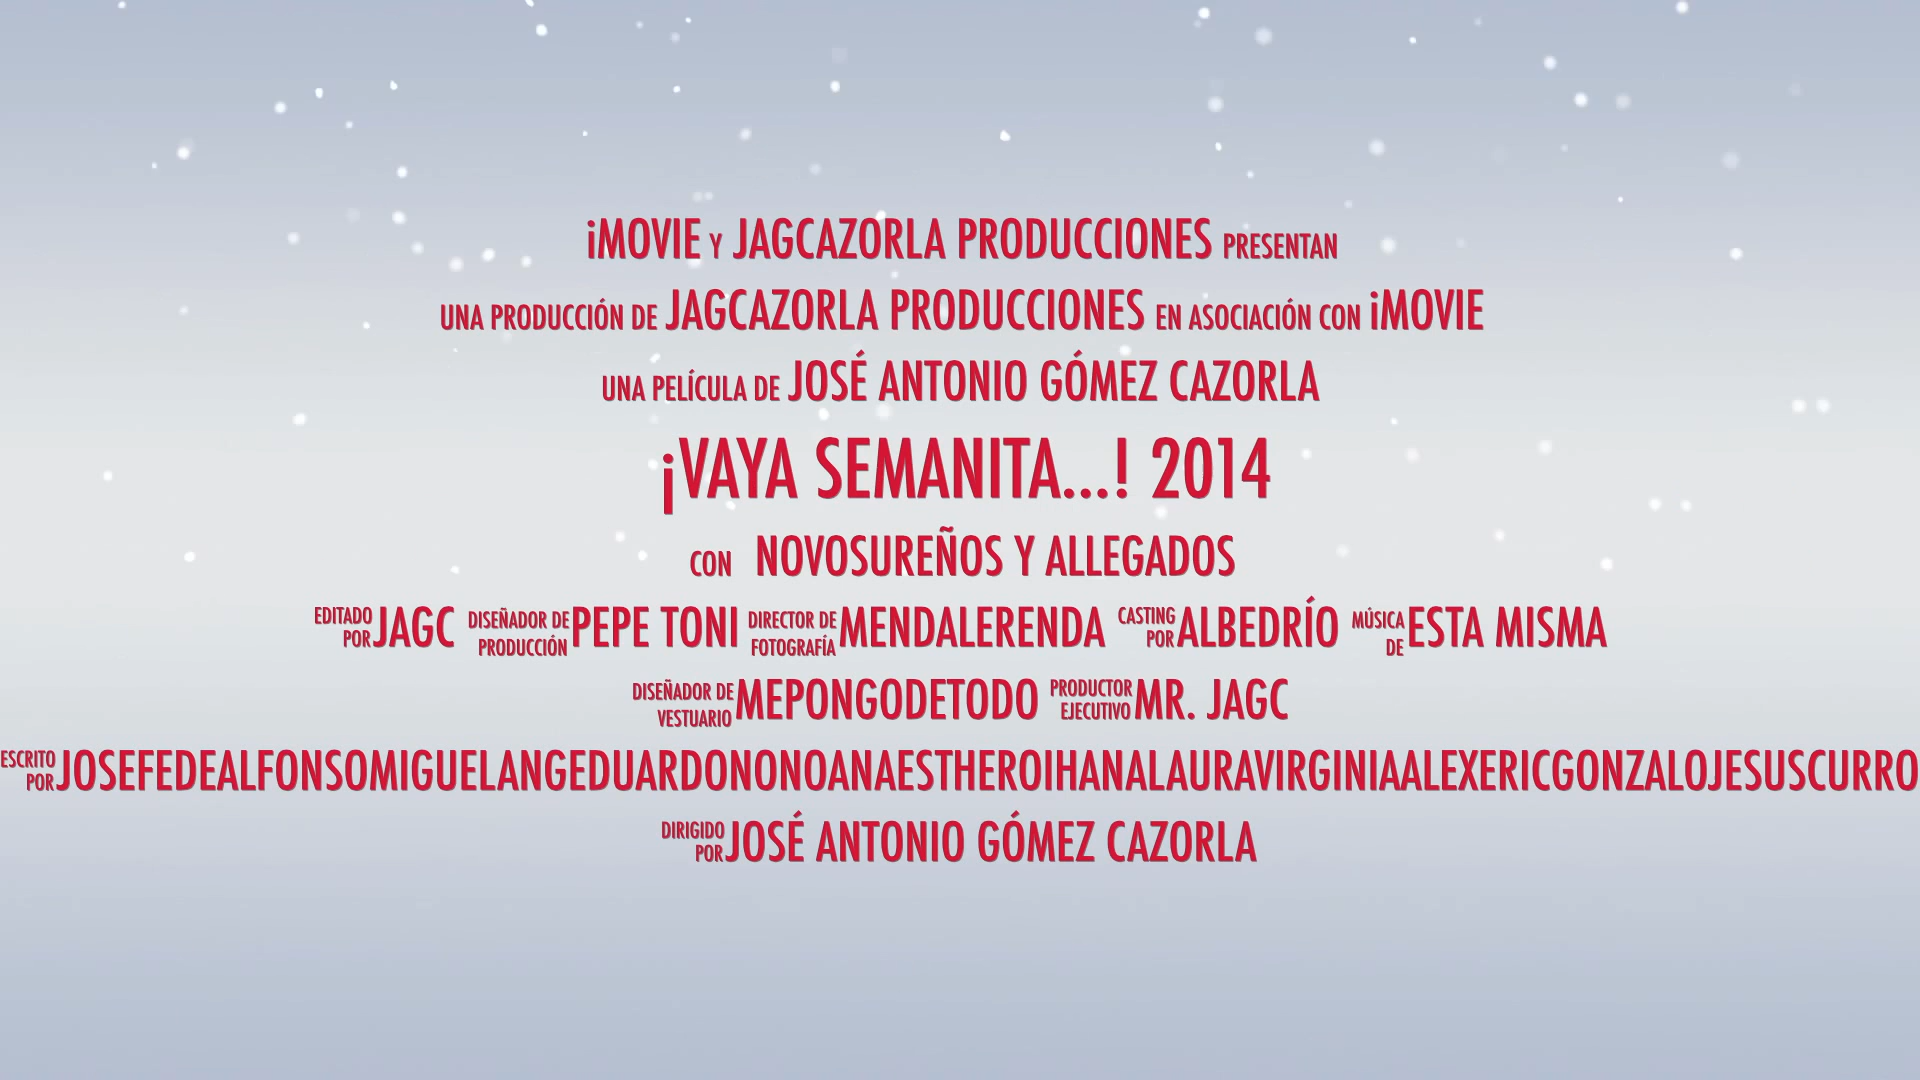 iMOVIE Y JAGCAZORLA PRODUCCIONES PRESENTAN
UNA PRODUCCIÓN DE JAGCAZORLA PRODUCCIONES EN ASOCIACIÓN CON iMOVIE
UNA PELÍCULA DE JOSÉ ANTONIO GÓMEZ CAZORLA
¡VAYA SEMANITA...! 2014
CON NOVOSUREÑOS Y ALLEGADOS
EDITADO POR JAGC DISEÑADOR DE PRODUCCIÓN PEPE TONI DIRECTOR DE FOTOGRAFÍA MENDALERENDA CASTING POR ALBEDRÍO MÚSICA DE ESTA MISMA
DISEÑADOR DE VESTUARIO MEPONGODETODO PRODUCTOR EJECUTIVO MR. JAGC
ESCRITO POR JOSEFEDEALFONSOMIGUELANGEDUARDONONOANAESTHEROIHANALAURAVIRGINIAALEXERICGONZALOJESUSCURRO
DIRIGIDO POR JOSÉ ANTONIO GÓMEZ CAZORLA